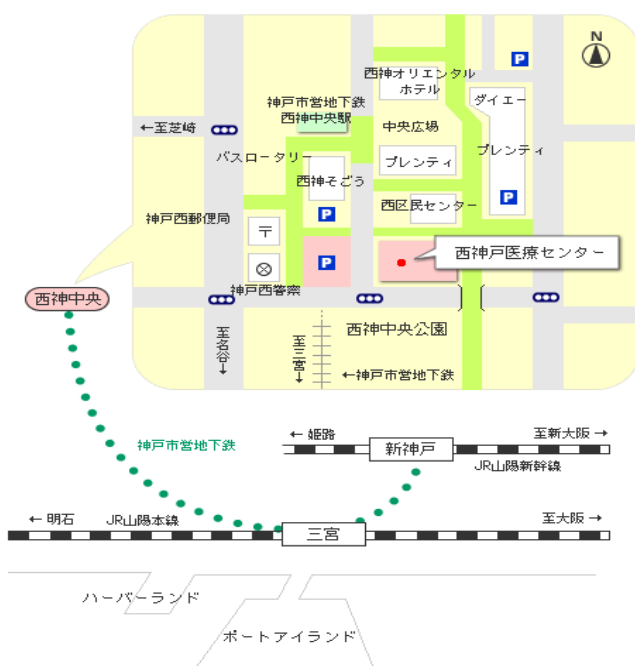 N
P
西神オリエンタル
ホテル
ダイエー
神戸市営地下鉄
西神中央駅
←至芝崎
中央広場
バスロータリー
プレンティ
プレンティ
西神そごう
P
西区民センター
神戸西郵便局
P
〒
西神戸医療センター
P
神戸西警察
西神中央
至名谷→
至三宮→
西神中央公園
←神戸市営地下鉄
神戸市営地下鉄
← 姫路
新神戸
至新大阪 →
JR山陽新幹線
← 明石
JR山陽本線
三宮
至大阪 →
ハーバーランド
ポートアイランド